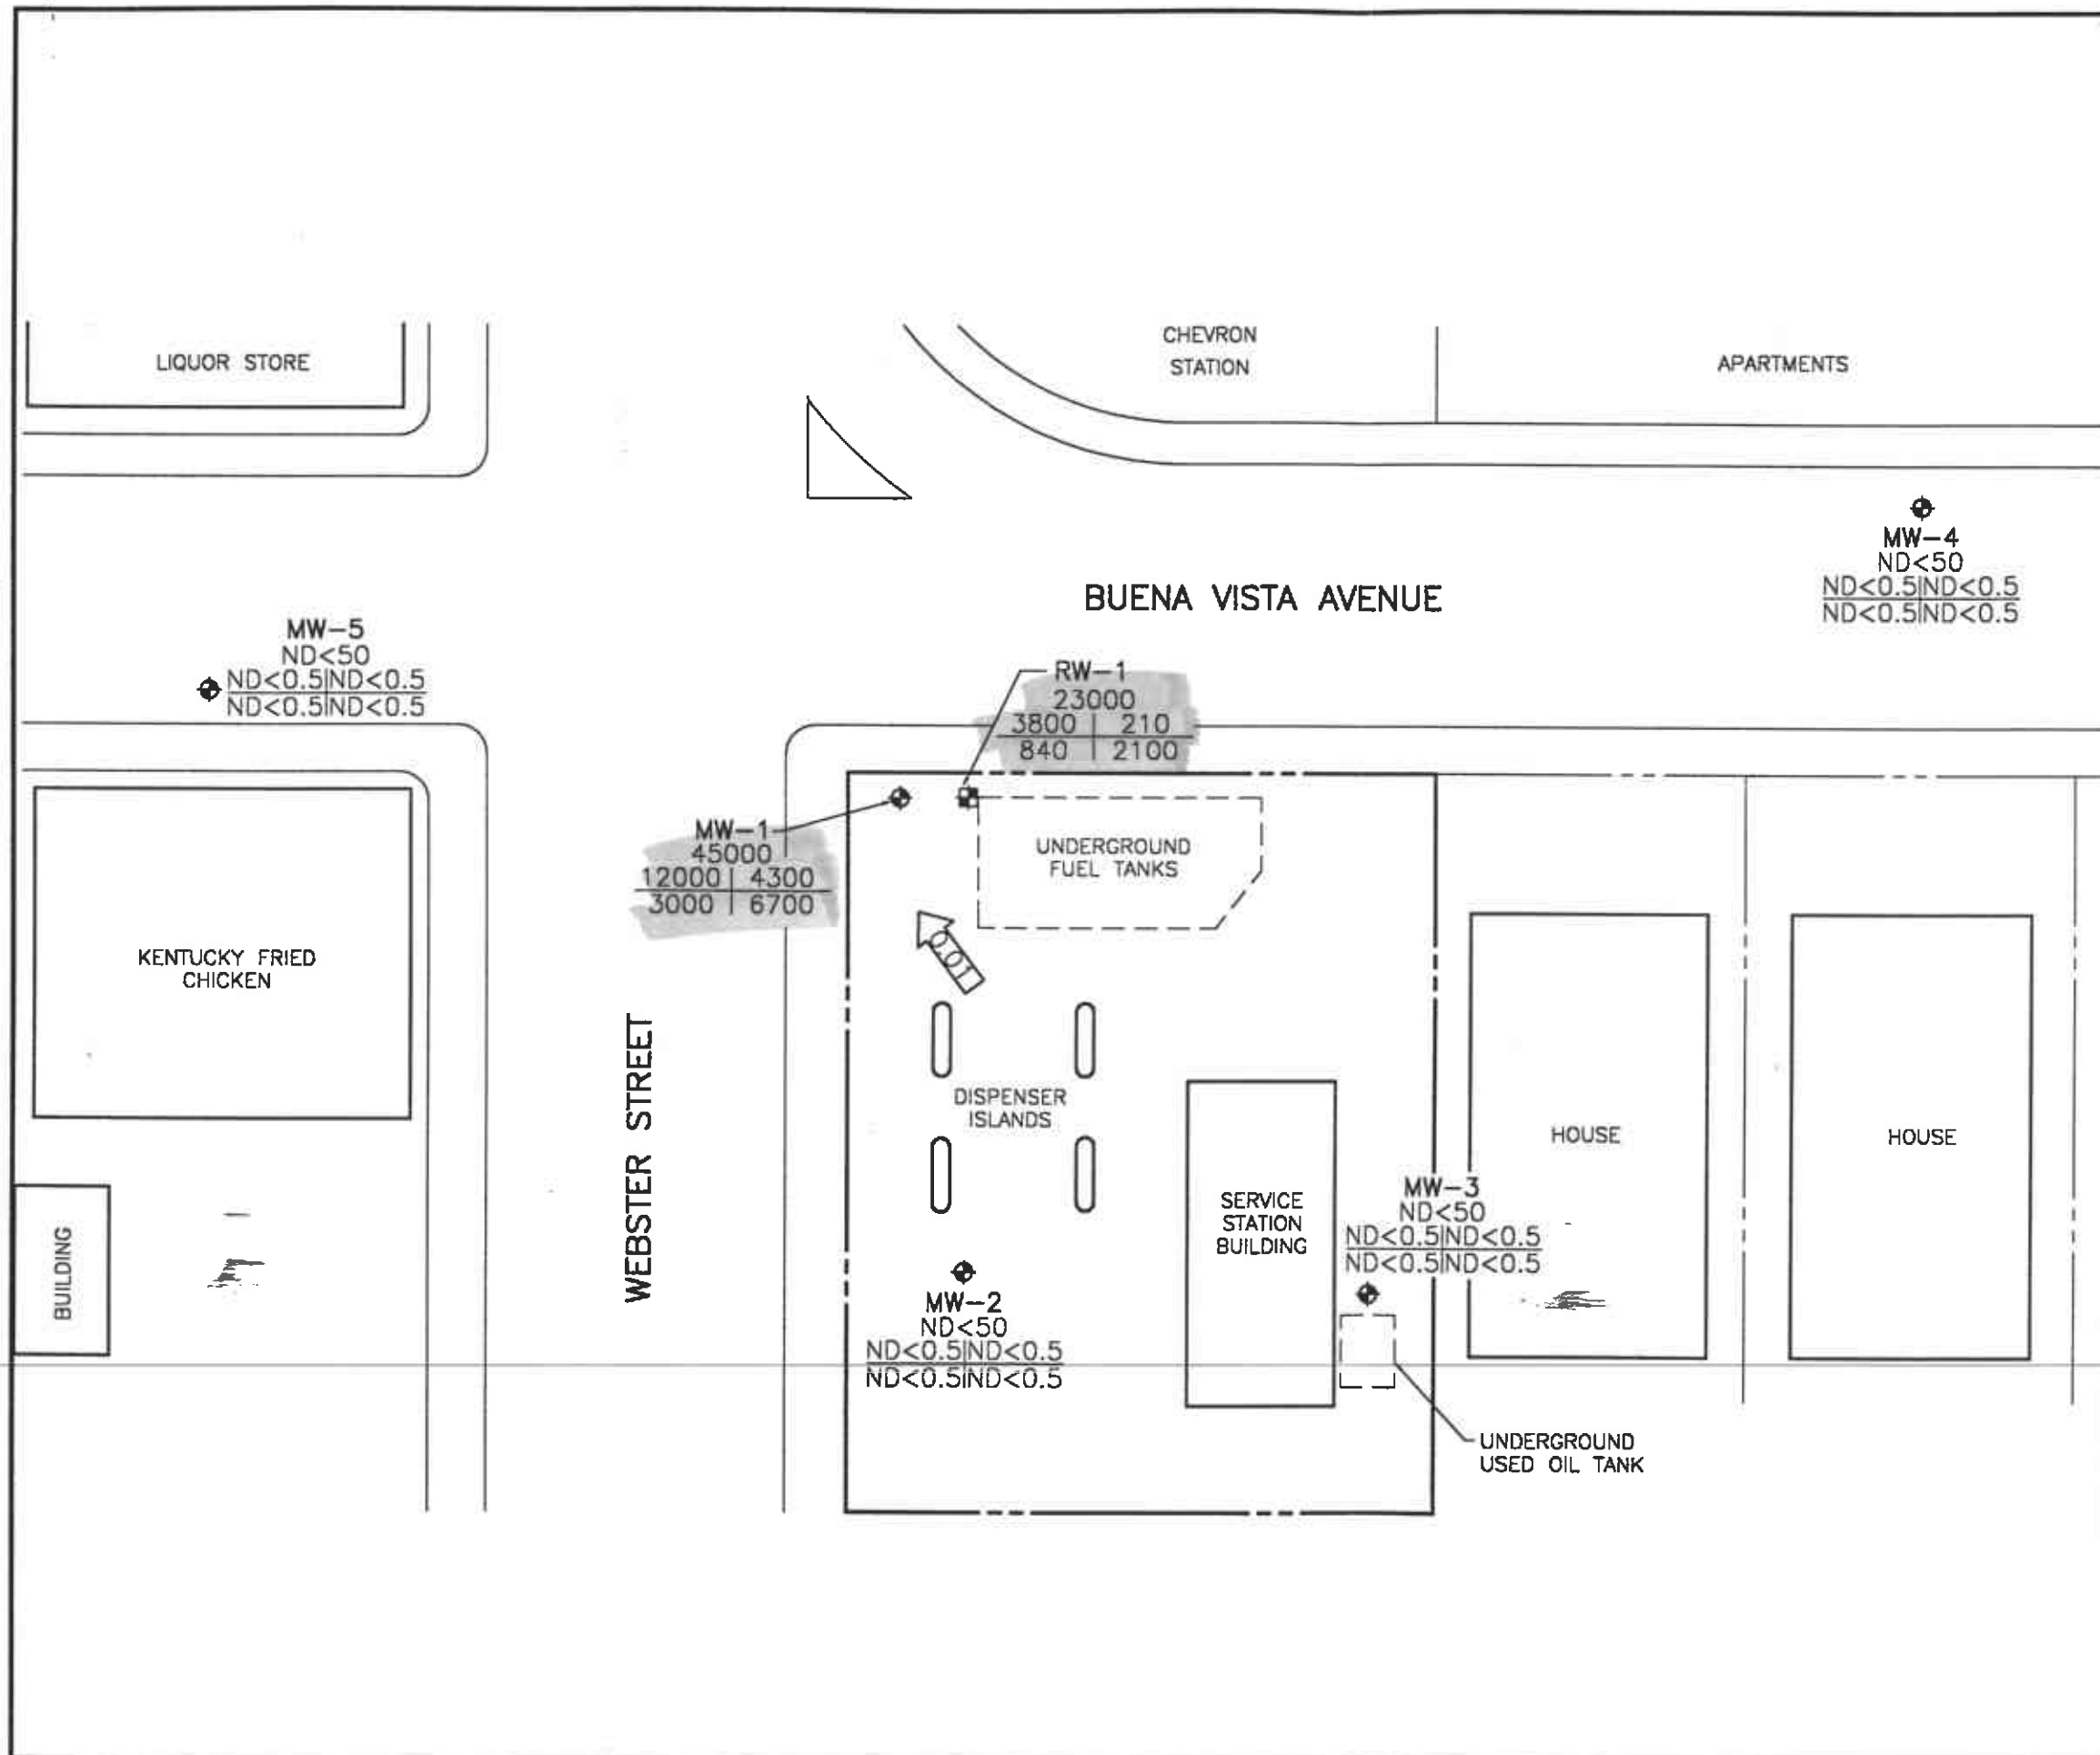 LIQUOR STORE
CHEVRON
STATION
APARTMENTS
MW-4
ND<50
ND<0.5|ND<0.5
ND<0.5|ND<0.5
BUENA VISTA AVENUE
MW-5
ND<50
ND<0.5|ND<0.5
ND<0.5|ND<0.5
RW-1
23000
3800 | 210
840 | 2100
MW-1
45000
12000 | 4300
3000 | 6700
UNDERGROUND
FUEL TANKS
0.01
KENTUCKY FRIED
CHICKEN
WEBSTER STREET
DISPENSER
ISLANDS
HOUSE
HOUSE
SERVICE
STATION
BUILDING
MW-3
ND<50
ND<0.5|ND<0.5
ND<0.5|ND<0.5
BUILDING
MW-2
ND<50
ND<0.5|ND<0.5
ND<0.5|ND<0.5
UNDERGROUND
USED OIL TANK